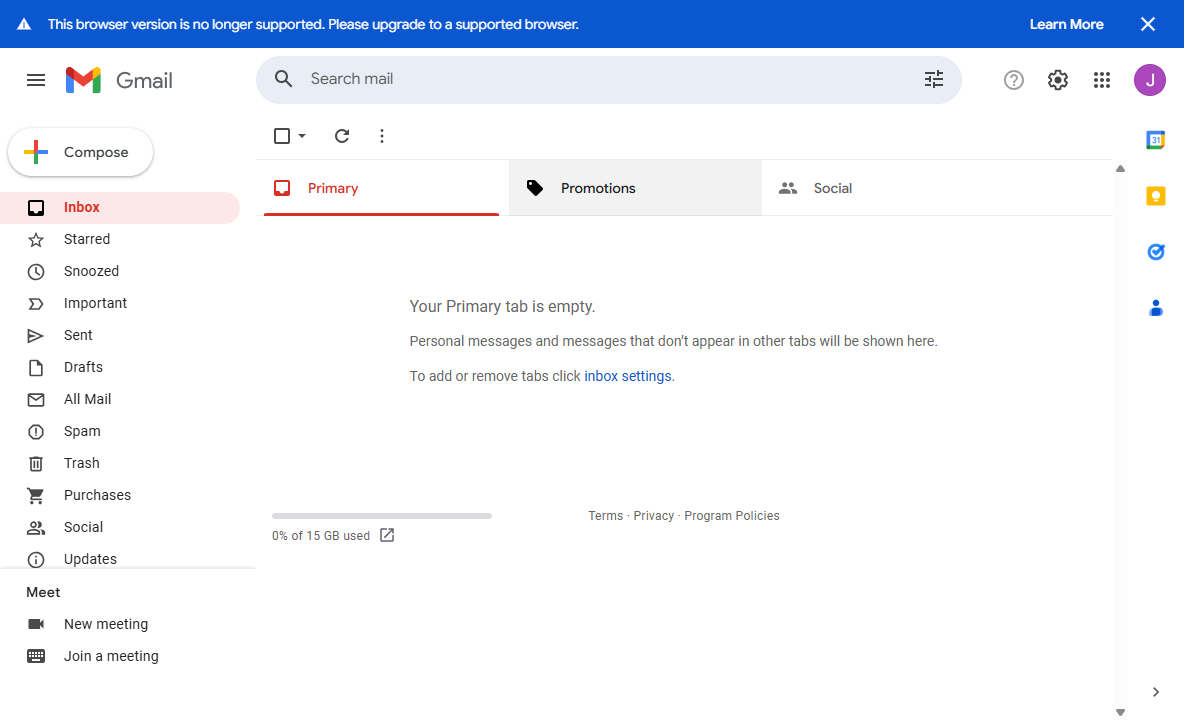 This browser version is no longer supported. Please upgrade to a supported browser. Learn More
Gmail
Search mail
J
Compose
31
Primary
Promotions
Social
Inbox
Starred
Snoozed
Important
Sent
Drafts
All Mail
Spam
Trash
Purchases
Social
Updates
Your Primary tab is empty.
Personal messages and messages that don’t appear in other tabs will be shown here.
To add or remove tabs click inbox settings.
0% of 15 GB used
Terms · Privacy · Program Policies
Meet
New meeting
Join a meeting